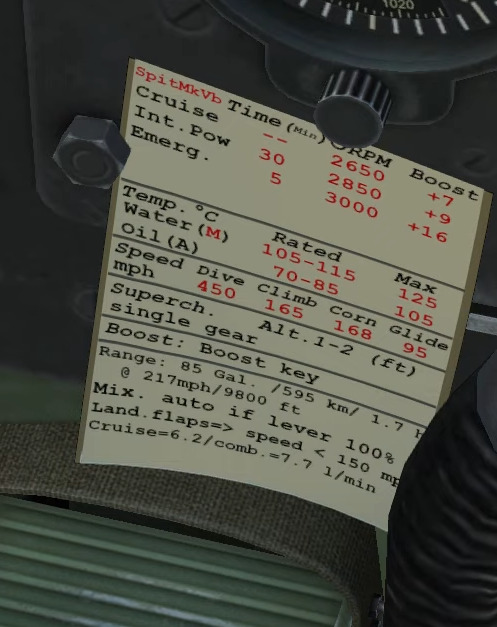 1020
SpitMkVb Time(Min) RPM Boost
Cruise -- 2650 +7
Int.Pow 30 2850 +9
Emerg. 5 3000 +16
Temp.°C Rated Max
Water(M) 105-115 125
Oil(A) 70-85 105
Speed Dive Climb Corn Glide
mph 450 165 168 95
Superch. Alt.1-2 (ft)
single gear
Boost: Boost key
Range: 85 Gal. /595 km/ 1.7
@ 217mph/9800 ft
Mix. auto if lever 100%
Land.flaps=> speed < 150
Cruise=6.2/comb.=7.7 l/min